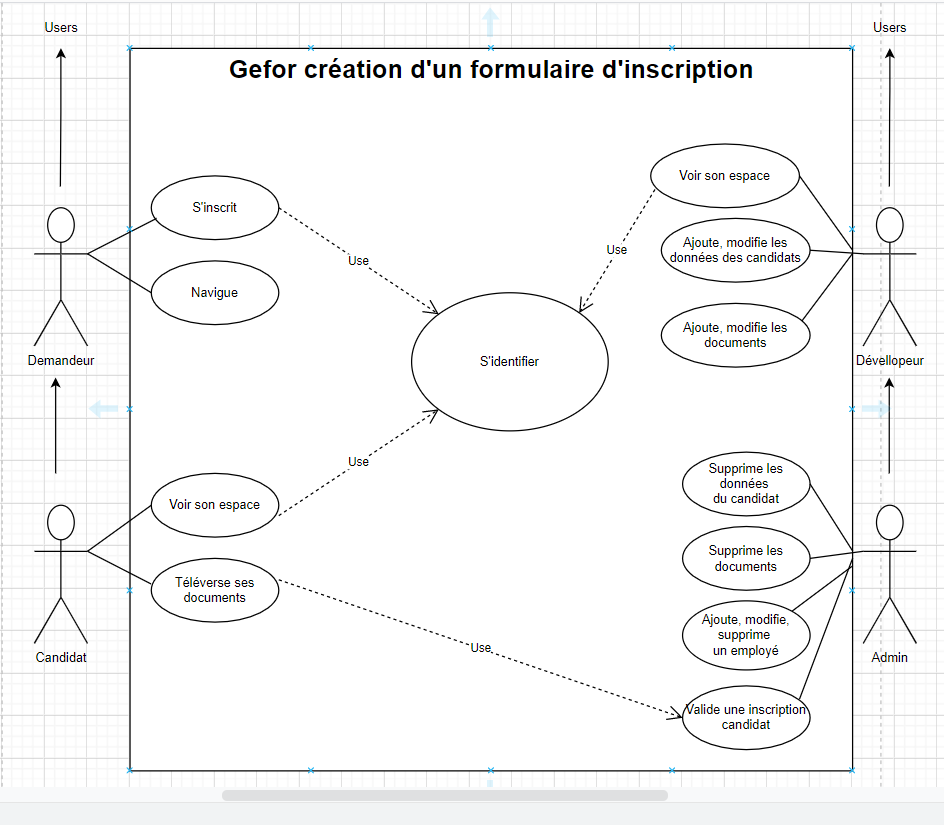 Users
Users
Gefor création d'un formulaire d'inscription
S'inscrit
Navigue
Use
Use
S'identifier
Voir son espace
Ajoute, modifie les
données des candidats
Ajoute, modifie les
documents
Demandeur
Dévellopeur
Voir son espace
Téléverse ses
documents
Use
Use
Supprime les
données
du candidat
Supprime les
documents
Ajoute, modifie,
supprime
un employé
Valide une inscription
candidat
Candidat
Admin